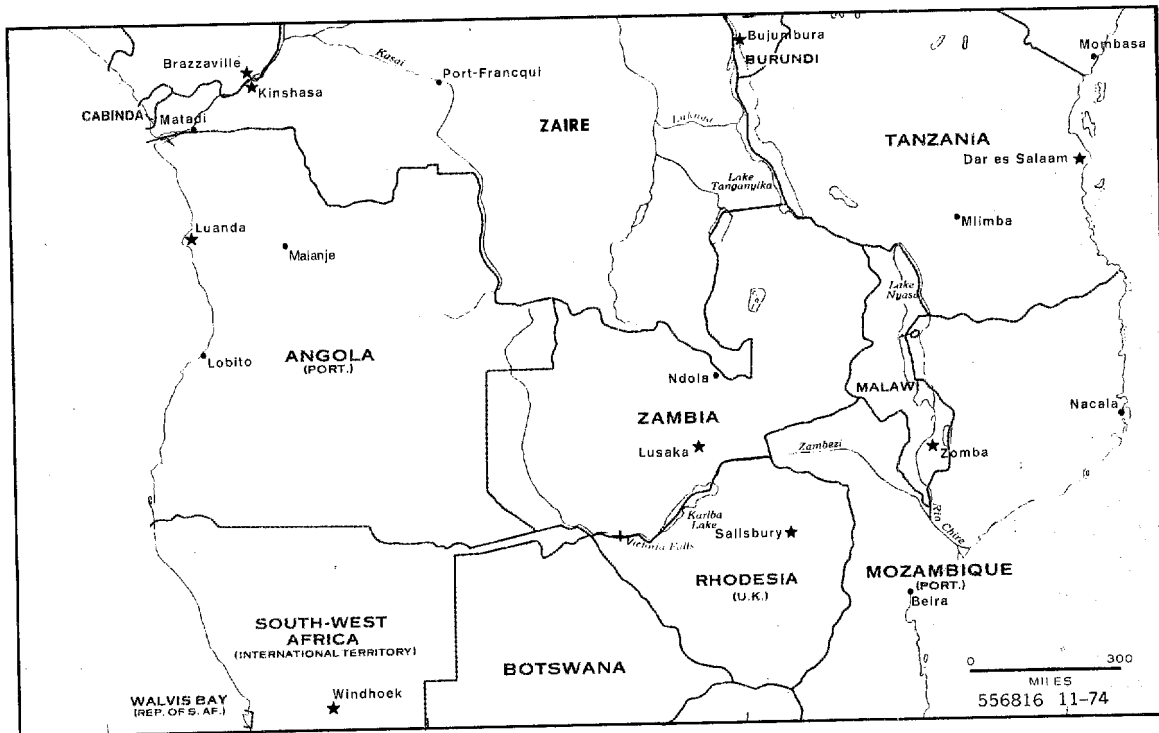 Bujumbura
BURUNDI
Mombasa
Brazzaville
Kinshasa
Kasai
Port-Francqui
CABINDA
Matadi
ZAIRE
Lukuga
TANZANIA
Dar es Salaam
Lake
Tanganyika
Mlimba
Luanda
Maianje
Lake
Nyasa
Lobito
ANGOLA
(PORT.)
Ndola
MALAWI
Nacala
ZAMBIA
Lusaka
Zambezi
Zomba
Kariba
Lake
Victoria Falls
Salisbury
Rio Chire
RHODESIA
(U.K.)
MOZAMBIQUE
(PORT.)
Beira
SOUTH-WEST
AFRICA
(INTERNATIONAL TERRITORY)
BOTSWANA
WALVIS BAY
(REP. OF S. AF.)
Windhoek
0 300
MILES
556816 11-74